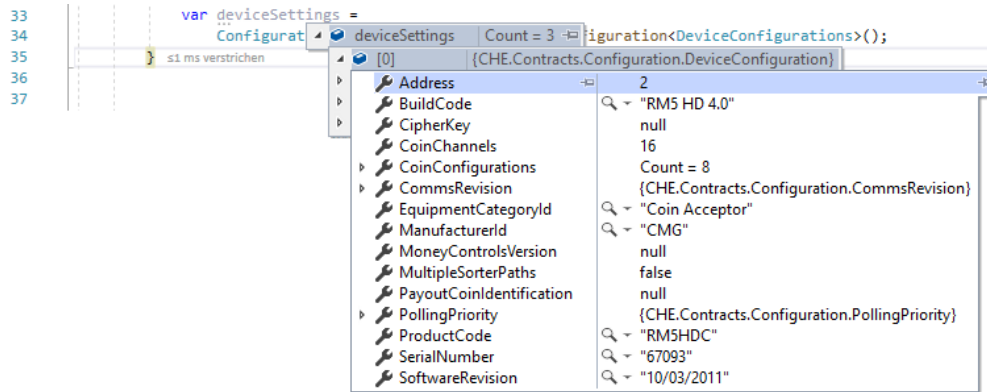 33 var deviceSettings =
34 Configurat deviceSettings Count = 3 figuration<DeviceConfigurations>();
35 } ≤1 ms verstrichen [0] {CHE.Contracts.Configuration.DeviceConfiguration}
36 Address 2
BuildCode "RM5 HD 4.0"
37 CipherKey null
CoinChannels 16
CoinConfigurations Count = 8
CommsRevision {CHE.Contracts.Configuration.CommsRevision}
EquipmentCategoryId "Coin Acceptor"
ManufacturerId "CMG"
MoneyControlsVersion null
MultipleSorterPaths false
PayoutCoinIdentification null
PollingPriority {CHE.Contracts.Configuration.PollingPriority}
ProductCode "RM5HDC"
SerialNumber "67093"
SoftwareRevision "10/03/2011"